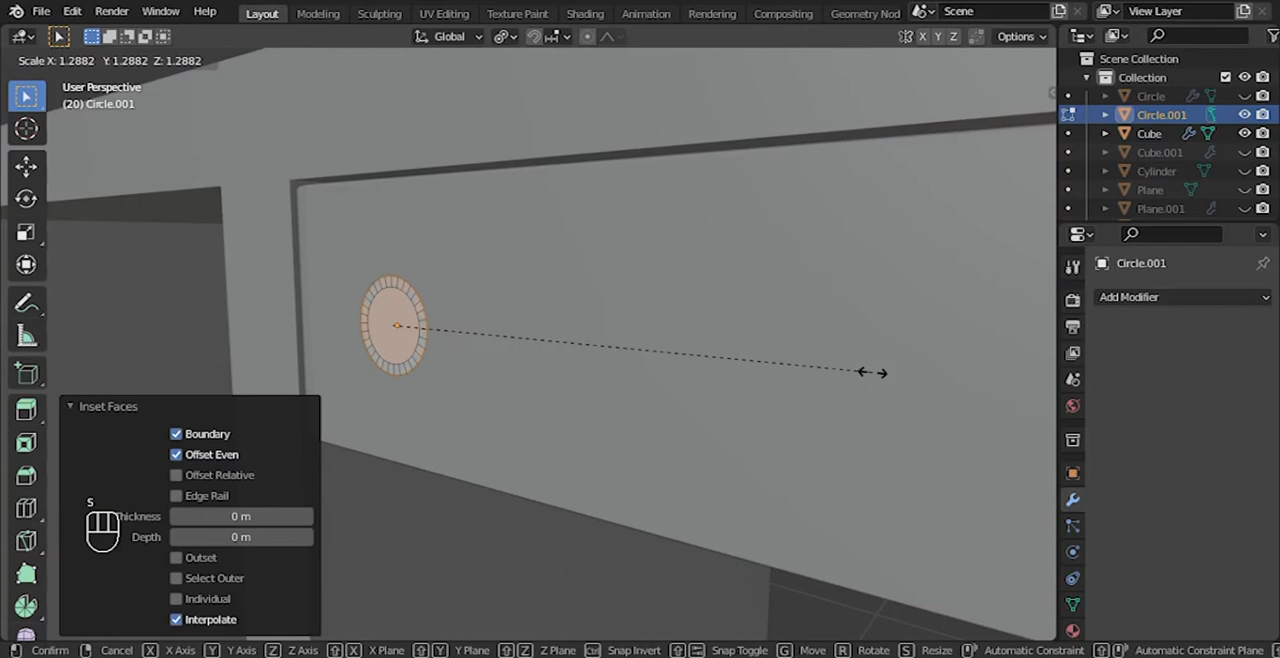 File Edit Render Window Help Layout Modeling Sculpting UV Editing Texture Paint Shading Animation Rendering Compositing Geometry Nod Scene View Layer
Global X Y Z Options
Scale X: 1.2882 Y: 1.2882 Z: 1.2882
User Perspective
(20) Circle.001
Scene Collection
Collection
Circle
Circle.001
Cube
Cube.001
Cylinder
Plane
Plane.001
Circle.001
Add Modifier
Inset Faces
Boundary
Offset Even
Offset Relative
Edge Rail
S
Thickness 0 m
Depth 0 m
Outset
Select Outer
Individual
Interpolate
Confirm Cancel X X Axis Y Y Axis Z Z Axis X X Plane Y Y Plane Z Z Plane Ctrl Snap Invert Snap Toggle G Move R Rotate S Resize Automatic Constraint Automatic Constraint Plane